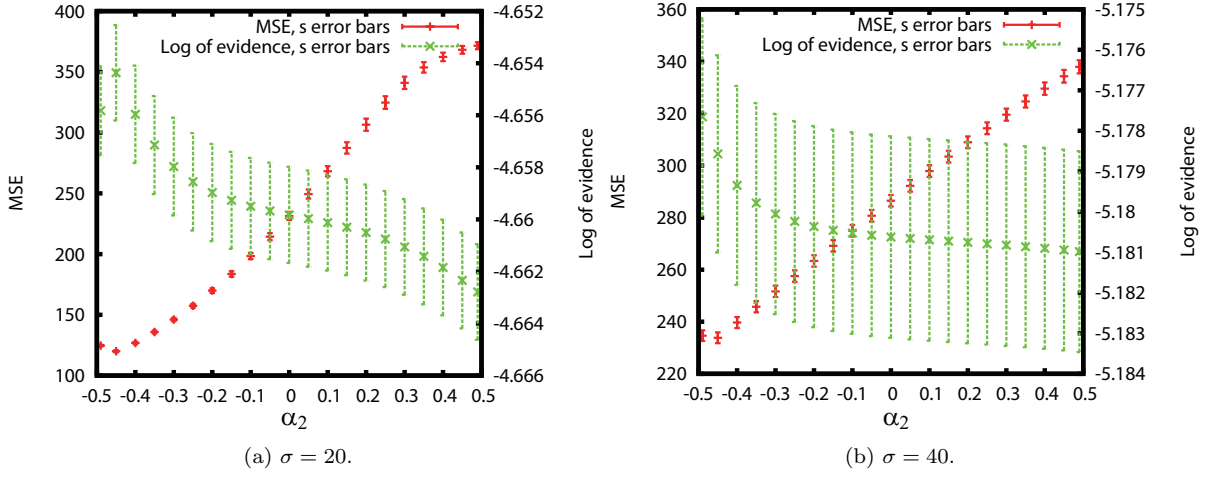 400
350
300
250
200
150
100
MSE
MSE, s error bars
Log of evidence, s error bars
-4.652
-4.654
-4.656
-4.658
-4.66
-4.662
-4.664
-4.666
Log of evidence
-0.5 -0.4 -0.3 -0.2 -0.1 0 0.1 0.2 0.3 0.4 0.5
α2
(a) σ = 20.
360
340
320
300
280
260
240
220
MSE
MSE, s error bars
Log of evidence, s error bars
-5.175
-5.176
-5.177
-5.178
-5.179
-5.18
-5.181
-5.182
-5.183
-5.184
Log of evidence
-0.5 -0.4 -0.3 -0.2 -0.1 0 0.1 0.2 0.3 0.4 0.5
α2
(b) σ = 40.